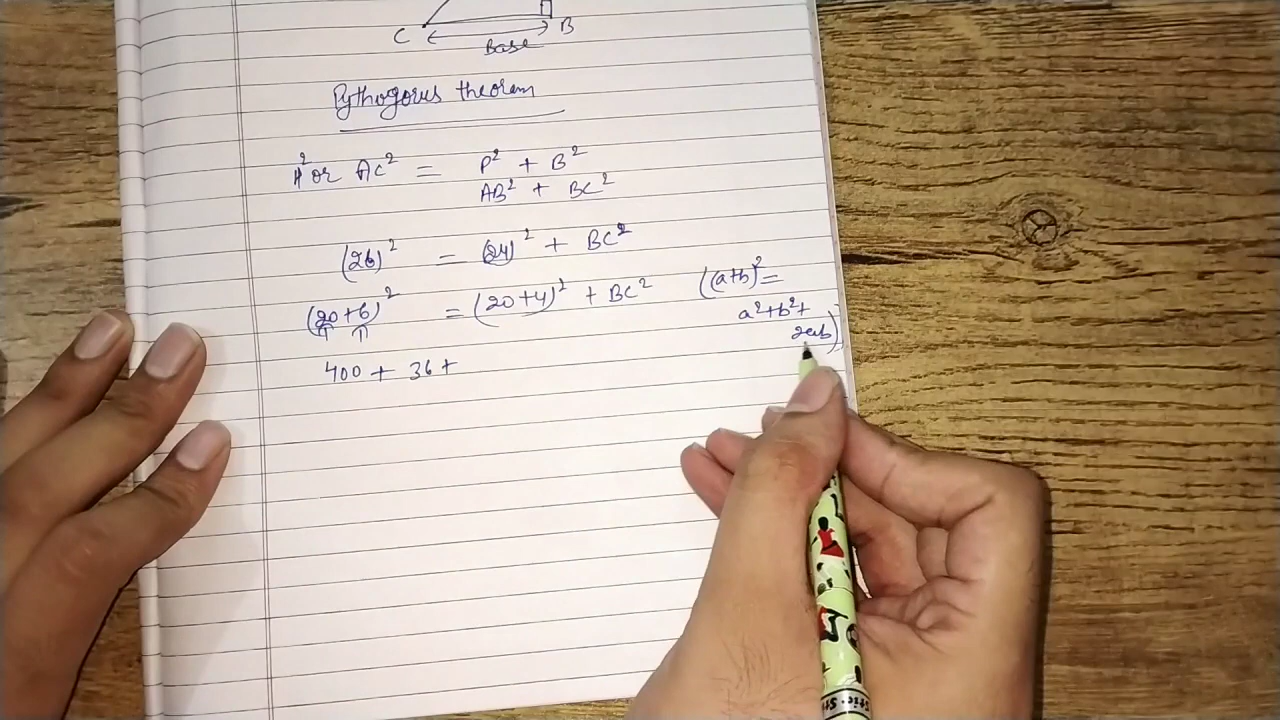 C B
Base
Pythogorus theoram
H² or AC² = P² + B²
AB² + BC²
(26)² = (24)² + BC²
(20+6)² = (20+4)² + BC² ((a+b)² =
a²+b²+
2ab)
400 + 36 +